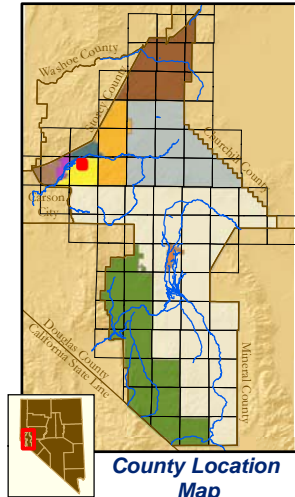 Washoe County
Storey County
Churchill County
Carson
City
Douglas County
California State Line
Mineral County
County Location
Map